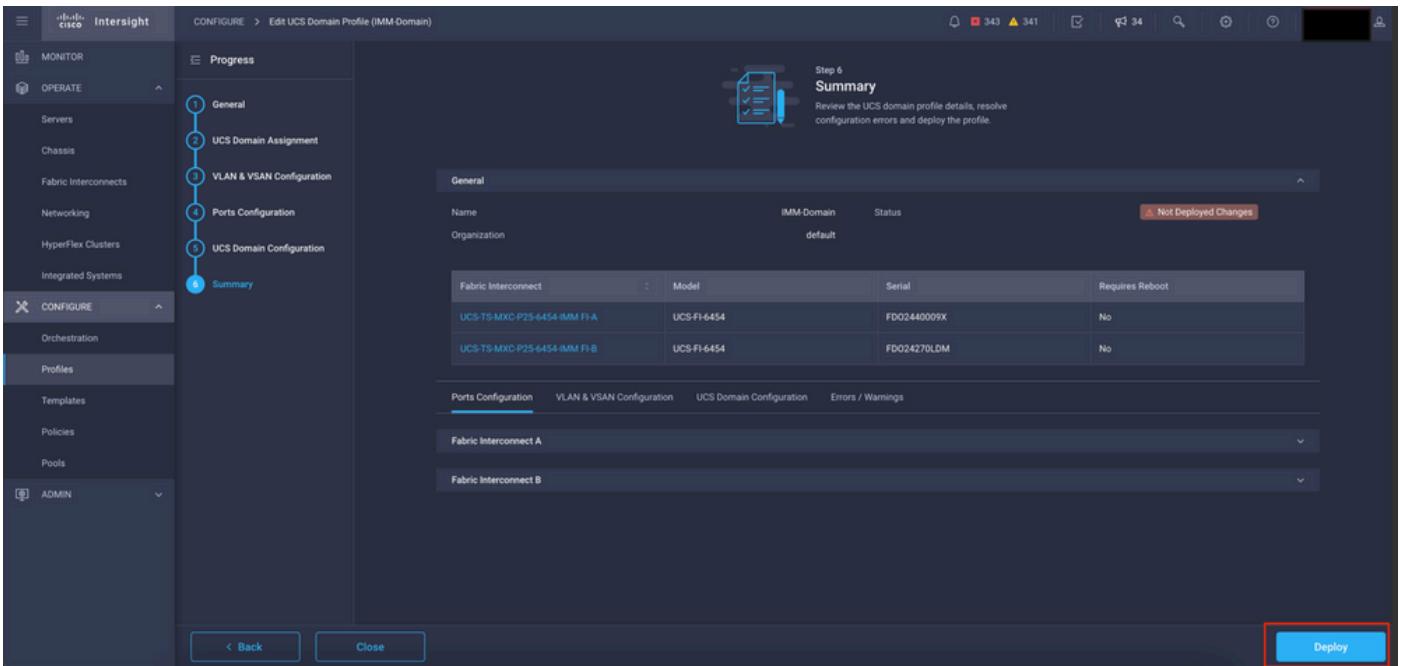 cisco Intersight
CONFIGURE > Edit UCS Domain Profile (IMM-Domain)
343 341 34
MONITOR
OPERATE
Servers
Chassis
Fabric Interconnects
Networking
HyperFlex Clusters
Integrated Systems
CONFIGURE
Orchestration
Profiles
Templates
Policies
Pools
ADMIN
Progress
1 General
2 UCS Domain Assignment
3 VLAN & VSAN Configuration
4 Ports Configuration
5 UCS Domain Configuration
6 Summary
Step 6
Summary
Review the UCS domain profile details, resolve
configuration errors and deploy the profile.
General
Name IMM-Domain Status Not Deployed Changes
Organization default
Fabric Interconnect Model Serial Requires Reboot
UCS-TS-MXC-P25-6454-IMM FI-A UCS-FI-6454 FDO2440009X No
UCS-TS-MXC-P25-6454-IMM FI-B UCS-FI-6454 FDO24270LDM No
Ports Configuration VLAN & VSAN Configuration UCS Domain Configuration Errors / Warnings
Fabric Interconnect A
Fabric Interconnect B
< Back Close Deploy